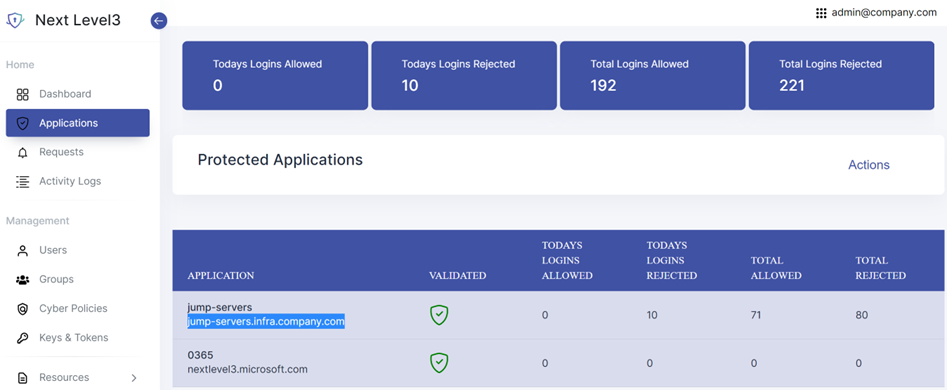 Next Level3
admin@company.com
Home
Dashboard
Applications
Requests
Activity Logs
Management
Users
Groups
Cyber Policies
Keys & Tokens
Resources
Todays Logins Allowed
0
Todays Logins Rejected
10
Total Logins Allowed
192
Total Logins Rejected
221
Protected Applications
Actions
APPLICATION
VALIDATED
TODAYS
LOGINS
ALLOWED
TODAYS
LOGINS
REJECTED
TOTAL
ALLOWED
TOTAL
REJECTED
jump-servers
jump-servers.infra.company.com
0
10
71
80
0365
nextlevel3.microsoft.com
0
0
0
0